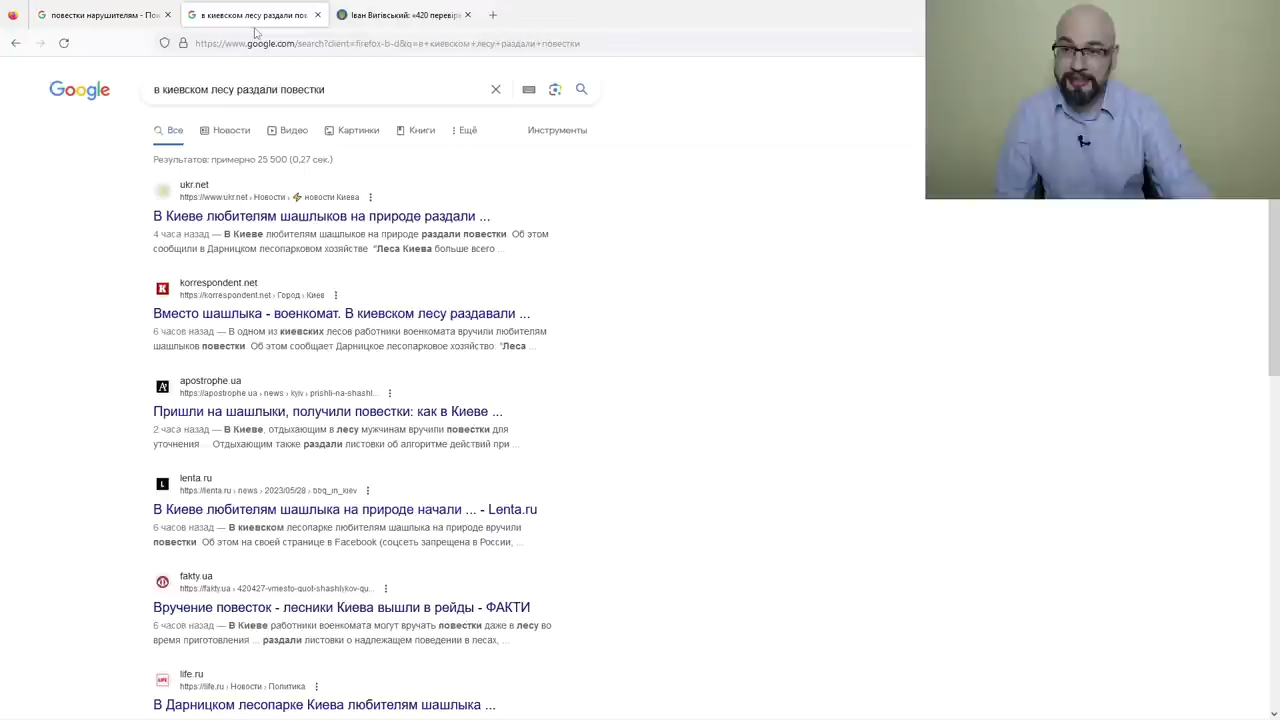 повестки нарушителям - По
в киевском лесу раздали пов
Іван Вигівський: «420 перевір
https://www.google.com/search?client=firefox-b-d&q=в+киевском+лесу+раздали+повестки
Google
в киевском лесу раздали повестки
Все
Новости
Видео
Картинки
Книги
Ещё
Инструменты
Результатов: примерно 25 500 (0,27 сек.)
ukr.net
https://www.ukr.net › Новости › ⚡ новости Киева
В Киеве любителям шашлыков на природе раздали ...
4 часа назад — В Киеве любителям шашлыков на природе раздали повестки. Об этом
сообщили в Дарницком лесопарковом хозяйстве. "Леса Киева больше всего ...
korrespondent.net
https://korrespondent.net › Город › Киев
Вместо шашлыка - военкомат. В киевском лесу раздавали ...
6 часов назад — В одном из киевских лесов работники военкомата вручили любителям
шашлыков повестки. Об этом сообщает Дарницкое лесопарковое хозяйство: "Леса ...
apostrophe.ua
https://apostrophe.ua › news › kyiv › prishli-na-shashl...
Пришли на шашлыки, получили повестки: как в Киеве ...
2 часа назад — В Киеве, отдыхающим в лесу мужчинам вручили повестки для
уточнения ... Отдыхающим также раздали листовки об алгоритме действий при ...
lenta.ru
https://lenta.ru › news › 2023/05/28 › bbq_in_kiev
В Киеве любителям шашлыка на природе начали ... - Lenta.ru
6 часов назад — В киевском лесопарке любителям шашлыка на природе вручили
повестки. Об этом на своей странице в Facebook (соцсеть запрещена в России, ...
fakty.ua
https://fakty.ua › 420427-vmesto-quot-shashlykov-qu...
Вручение повесток - лесники Киева вышли в рейды - ФАКТИ
6 часов назад — В Киеве работники военкомата могут вручать повестки даже в лесу во
время приготовления ... раздали листовки о надлежащем поведении в лесах, ...
life.ru
https://life.ru › Новости › Политика
В Дарницком лесопарке Киева любителям шашлыка ...